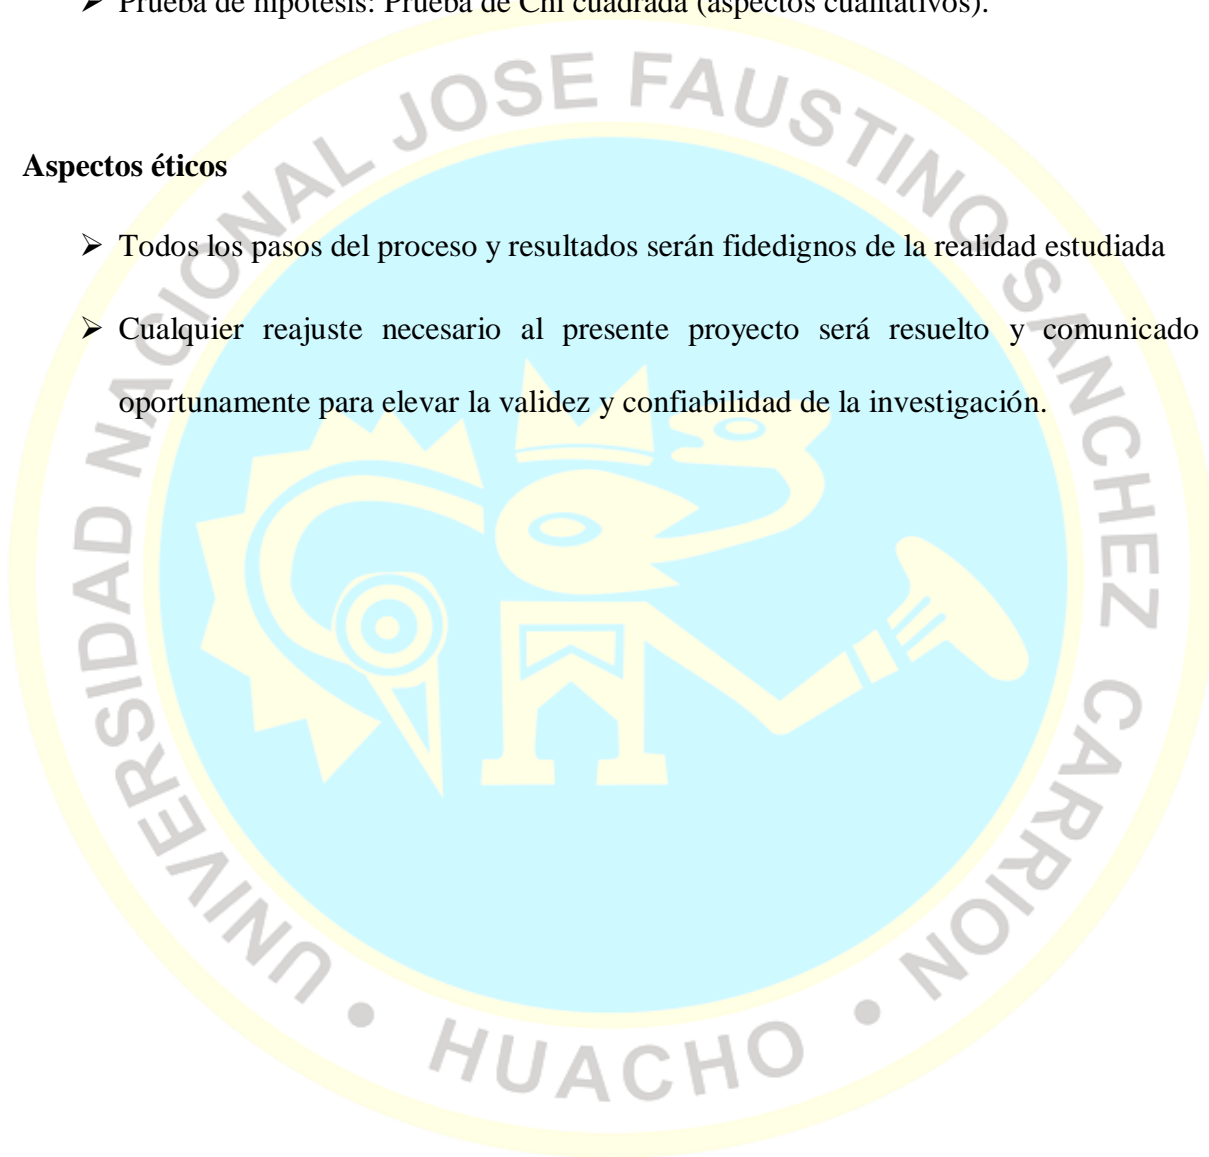 ➢ Prueba de hipótesis: Prueba de Chi cuadrada (aspectos cualitativos).
Aspectos éticos
➢ Todos los pasos del proceso y resultados serán fidedignos de la realidad estudiada
➢ Cualquier reajuste necesario al presente proyecto será resuelto y comunicado
oportunamente para elevar la validez y confiabilidad de la investigación.
UNIVERSIDAD NACIONAL JOSE FAUSTINO SANCHEZ CARRION • HUACHO •